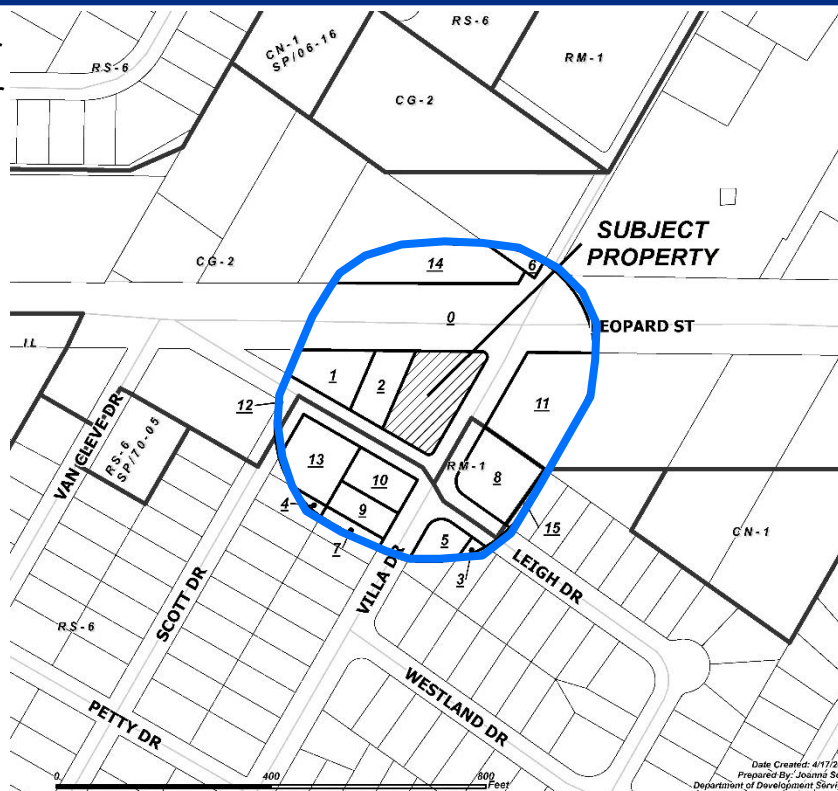 RS-6
CN-1
SP/06-16
RS-6
RM-1
CG-2
SUBJECT
PROPERTY
CG-2
14
6
0
EOPARD ST
IL
1
2
12
11
VAN CLEVE DR
RS-6
SP/70-05
13
10
RM-1
8
4
9
15
7
5
3
CN-1
LEIGH DR
VILLA DR
SCOTT DR
RS-6
WESTLAND DR
PETTY DR
0 400 800
Feet
Date Created: 4/17/2
Prepared By: Joanna S
Department of Development Serv